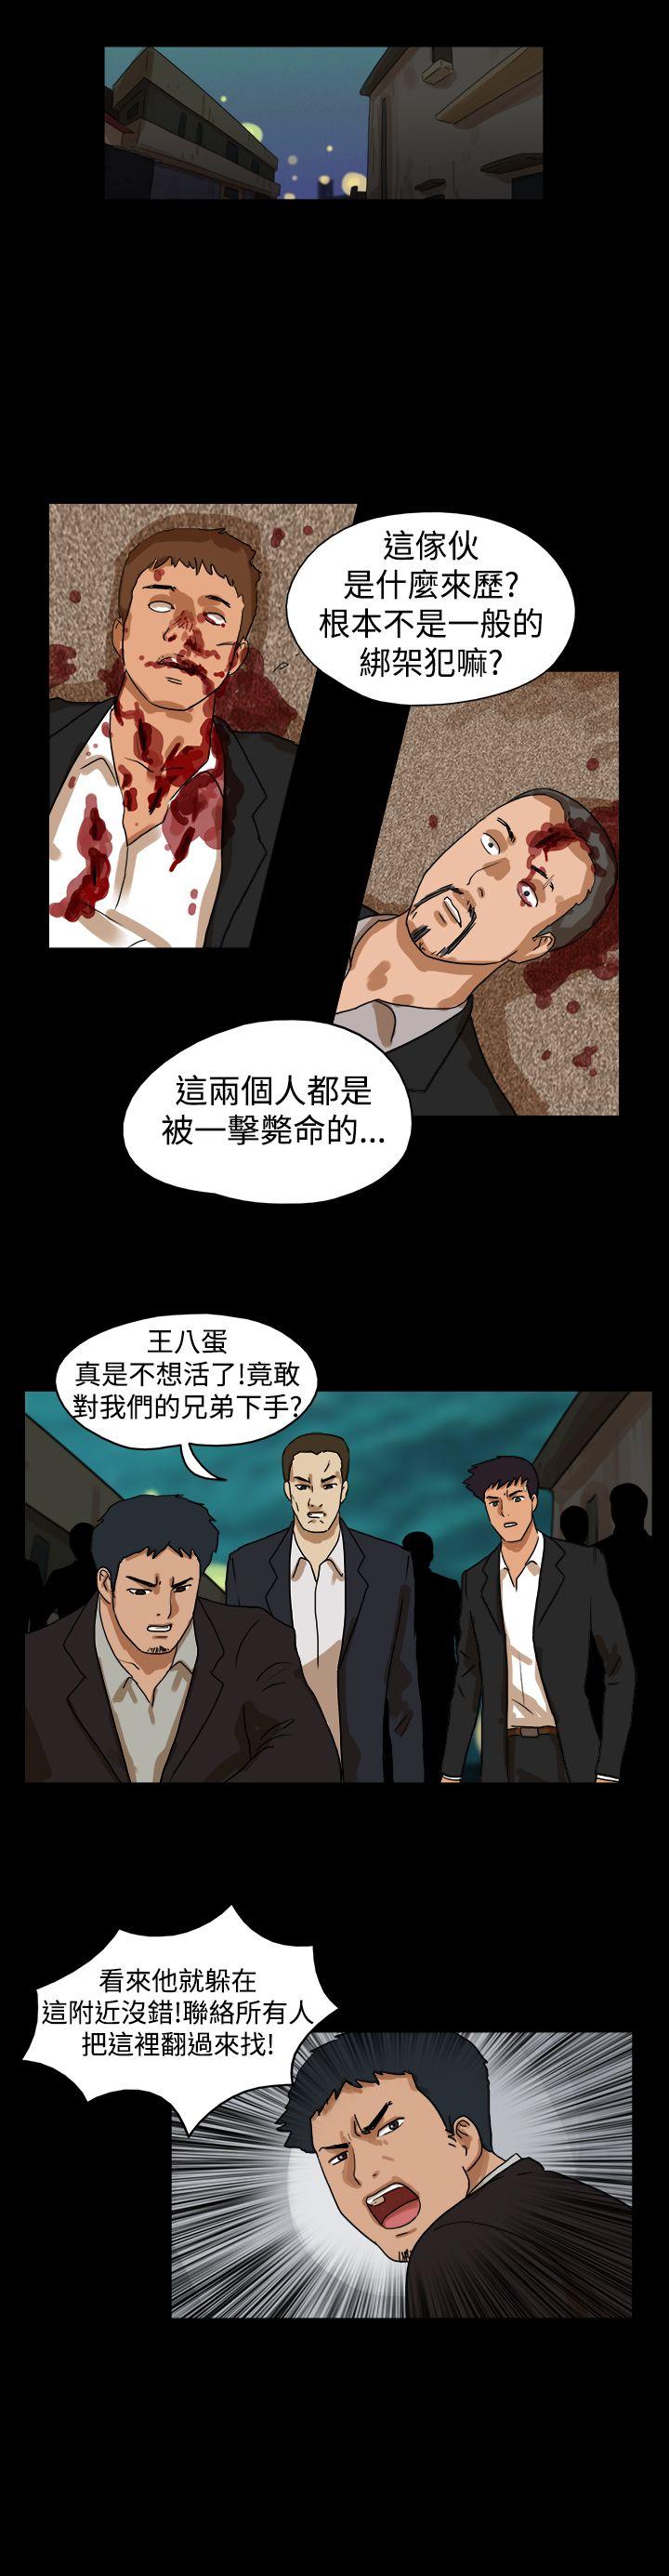 這傢伙
是什麼來歷?
根本不是一般的
綁架犯嘛?
這兩個人都是
被一擊斃命的...
王八蛋
真是不想活了!竟敢
對我們的兄弟下手?
看來他就躲在
這附近沒錯!聯絡所有人
把這裡翻過來找!